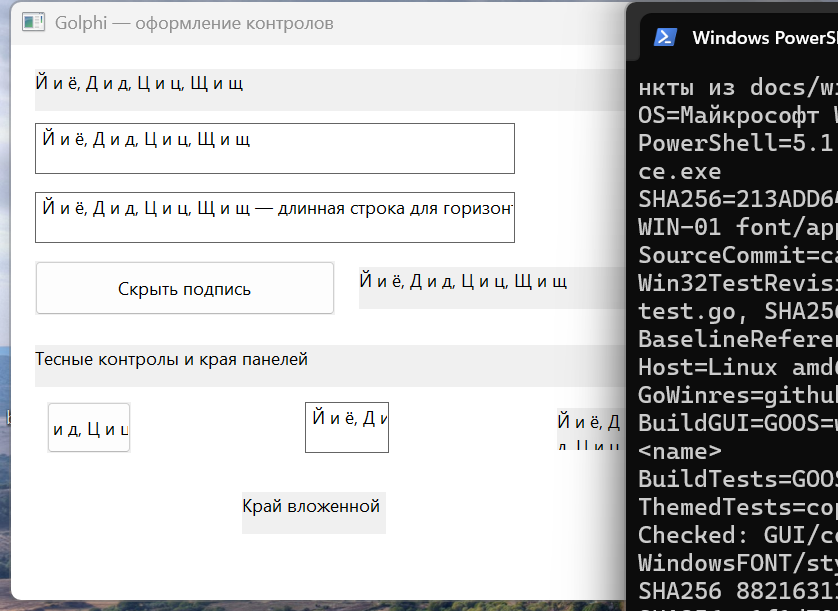 Golphi — оформление контролов
Й и ё, Д и д, Ц и ц, Щ и щ
Й и ё, Д и д, Ц и ц, Щ и щ
Й и ё, Д и д, Ц и ц, Щ и щ — длинная строка для горизонт
Скрыть подпись
Й и ё, Д и д, Ц и ц, Щ и щ
Тесные контролы и края панелей
и д, Ц и ц
Й и ё, Д и
Й и ё, Д
д, Ц и ц
Край вложенной
Windows PowerSh
нкты из docs/wi
OS=Майкрософт W
PowerShell=5.1
ce.exe
SHA256=213ADD64
WIN-01 font/app
SourceCommit=ca
Win32TestRevisi
test.go, SHA256
BaselineReferen
Host=Linux amd6
GoWinres=github
BuildGUI=GOOS=w
<name>
BuildTests=GOOS
ThemedTests=cop
Checked: GUI/co
WindowsFONT/sty
SHA256 88216317